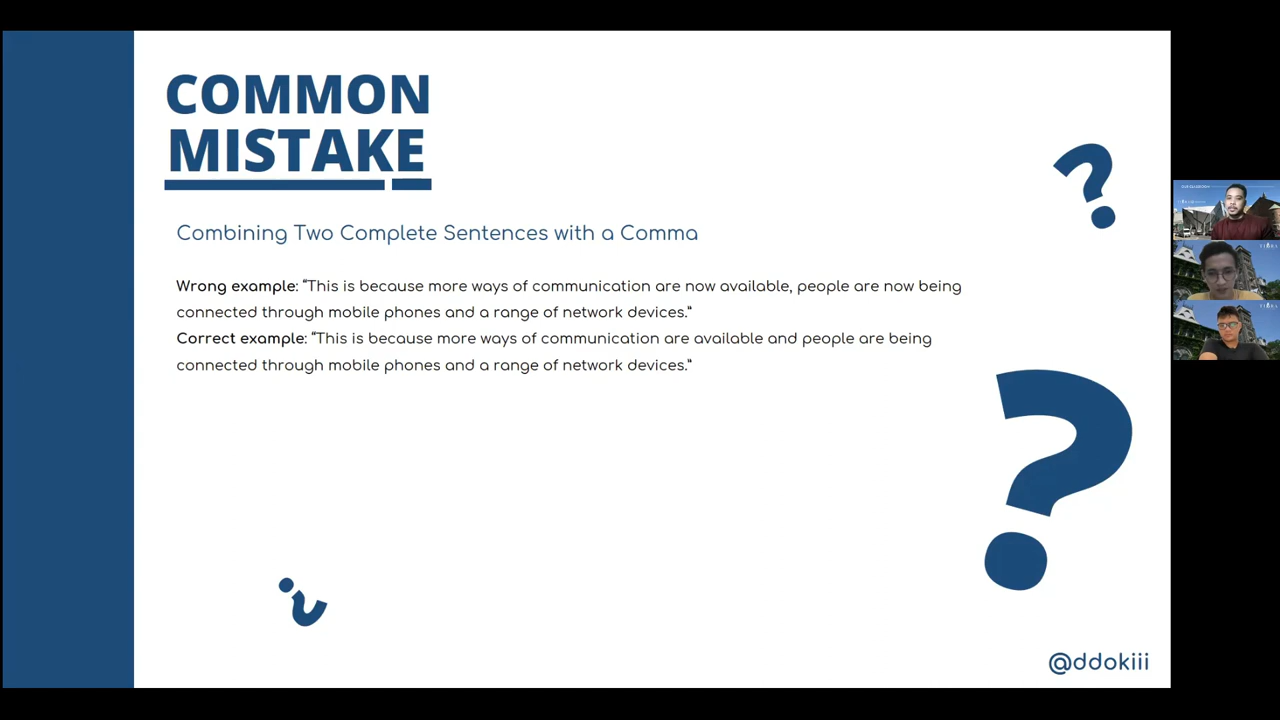 COMMON
MISTAKE
Combining Two Complete Sentences with a Comma
Wrong example: “This is because more ways of communication are now available, people are now being
connected through mobile phones and a range of network devices.”
Correct example: “This is because more ways of communication are available and people are being
connected through mobile phones and a range of network devices.”
?
?
?
@ddokiii